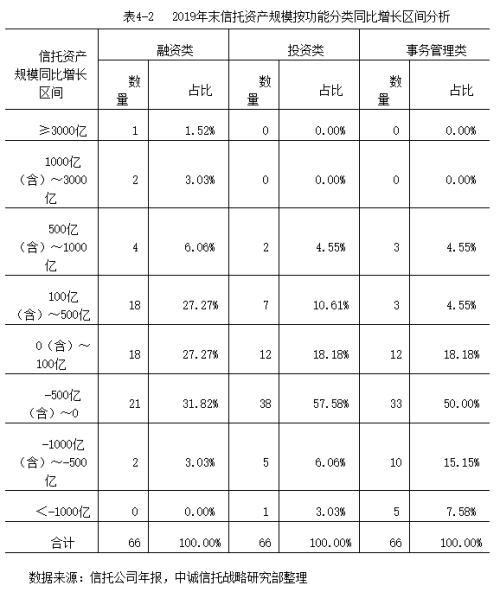 表4-2 2019年末信托资产规模按功能分类同比增长区间分析
信托资产规模同比增长区间 融资类 投资类 事务管理类
数量 占比 数量 占比 数量 占比
≥3000亿 1 1.52% 0 0.00% 0 0.00%
1000亿(含)~3000亿 2 3.03% 0 0.00% 0 0.00%
500亿(含)~1000亿 4 6.06% 2 4.55% 3 4.55%
100亿(含)~500亿 18 27.27% 7 10.61% 3 4.55%
0(含)~100亿 18 27.27% 12 18.18% 12 18.18%
-500亿(含)~0 21 31.82% 38 57.58% 33 50.00%
-1000亿(含)~-500亿 2 3.03% 5 6.06% 10 15.15%
<-1000亿 0 0.00% 1 3.03% 5 7.58%
合计 66 100.00% 66 100.00% 66 100.00%
数据来源：信托公司年报，中诚信托战略研究部整理